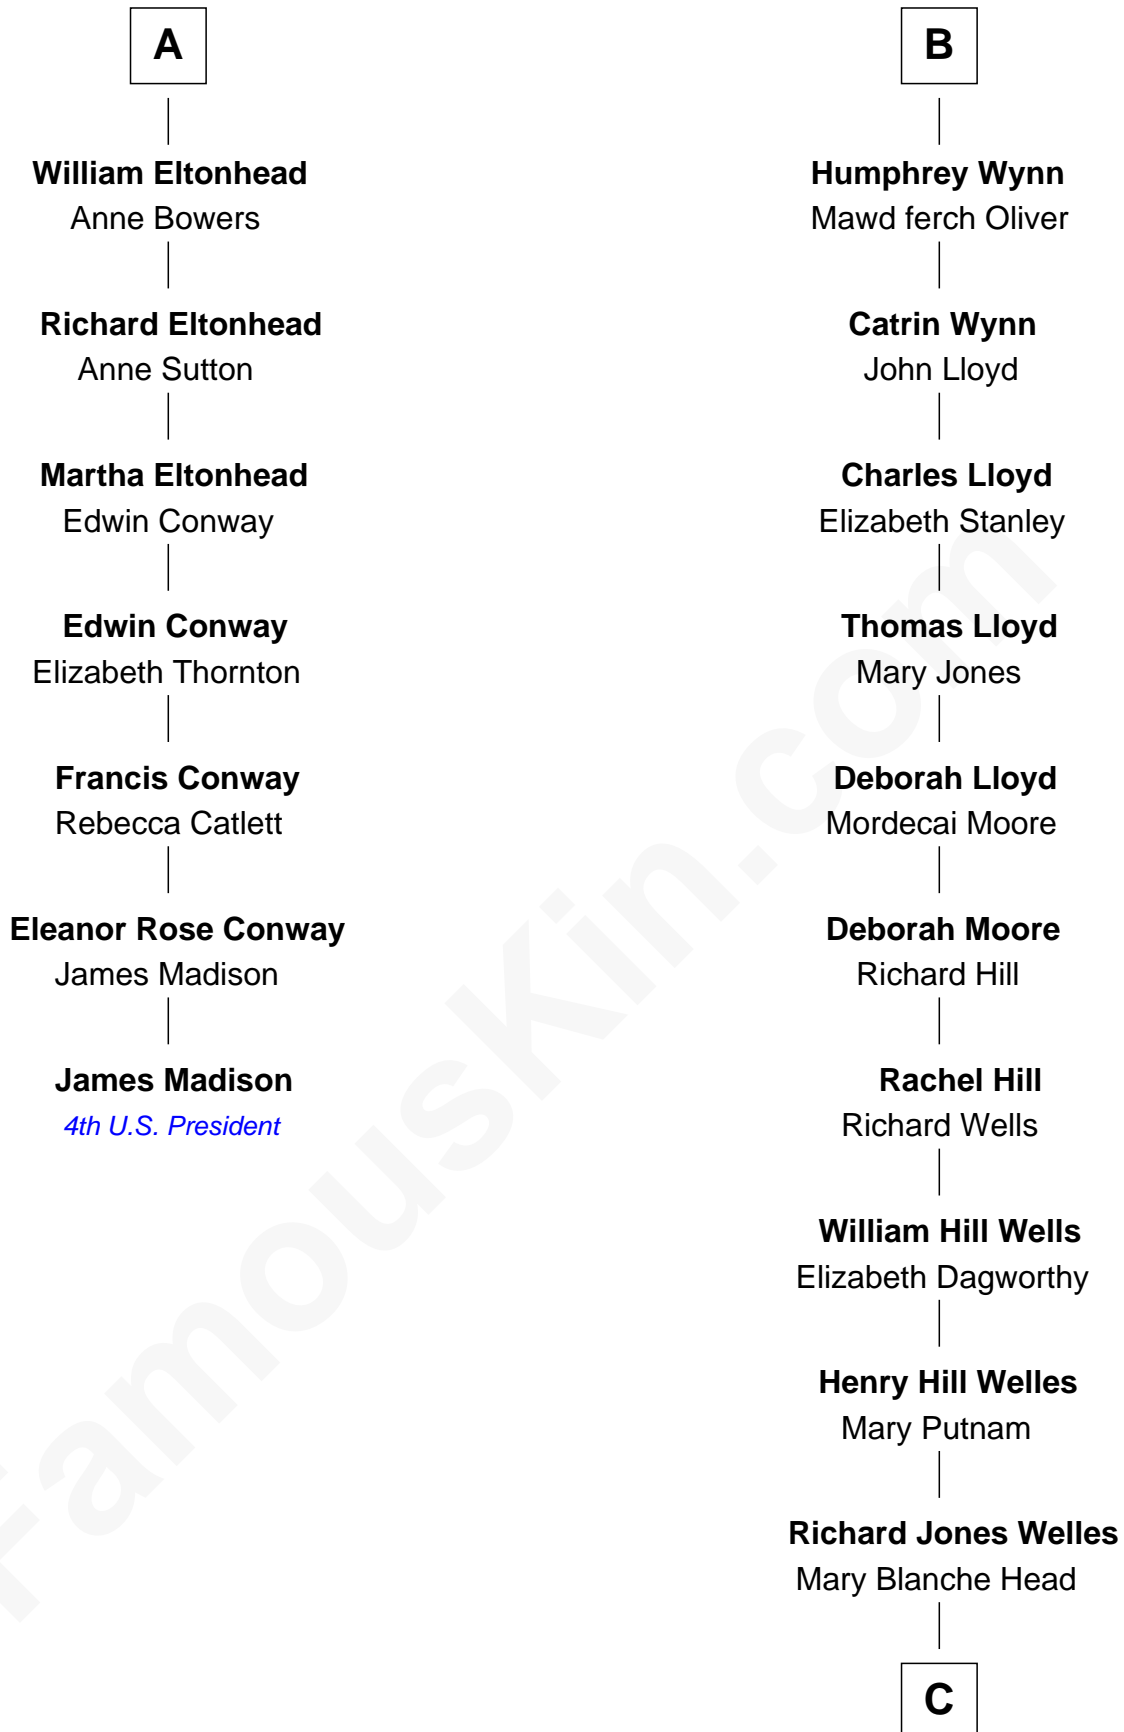 A
William Eltonhead
Anne Bowers
Richard Eltonhead
Anne Sutton
Martha Eltonhead
Edwin Conway
Edwin Conway
Elizabeth Thornton
Francis Conway
Rebecca Catlett
Eleanor Rose Conway
James Madison
James Madison
4th U.S. President
B
Humphrey Wynn
Mawd ferch Oliver
Catrin Wynn
John Lloyd
Charles Lloyd
Elizabeth Stanley
Thomas Lloyd
Mary Jones
Deborah Lloyd
Mordecai Moore
Deborah Moore
Richard Hill
Rachel Hill
Richard Wells
William Hill Wells
Elizabeth Dagworthy
Henry Hill Welles
Mary Putnam
Richard Jones Welles
Mary Blanche Head
C
FamousKin.com